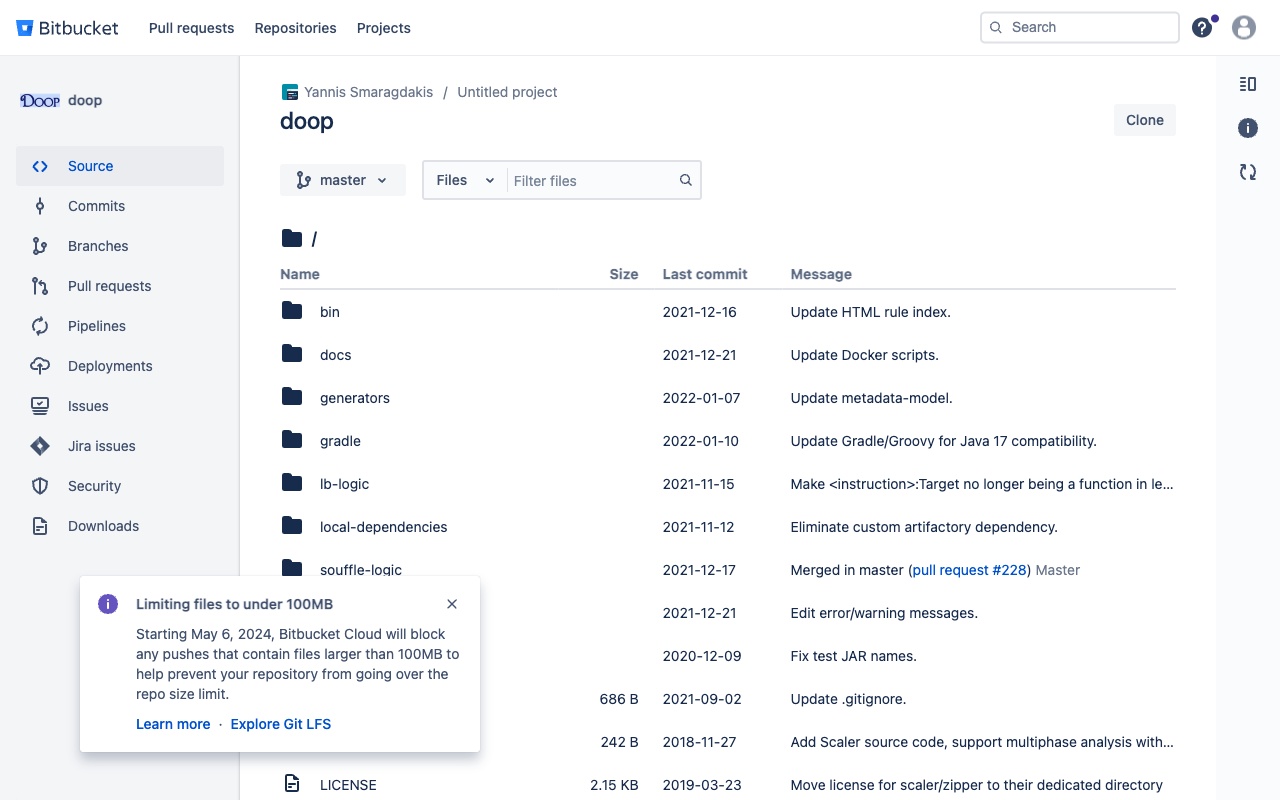 Bitbucket
Pull requests
Repositories
Projects
Search
?
DOOP doop
Source
Commits
Branches
Pull requests
Pipelines
Deployments
Issues
Jira issues
Security
Downloads
Yannis Smaragdakis / Untitled project
doop
Clone
master
Files
Filter files
/
Name Size Last commit Message
bin 2021-12-16 Update HTML rule index.
docs 2021-12-21 Update Docker scripts.
generators 2022-01-07 Update metadata-model.
gradle 2022-01-10 Update Gradle/Groovy for Java 17 compatibility.
lb-logic 2021-11-15 Make <instruction>:Target no longer being a function in le...
local-dependencies 2021-11-12 Eliminate custom artifactory dependency.
souffle-logic 2021-12-17 Merged in master (pull request #228) Master
2021-12-21 Edit error/warning messages.
2020-12-09 Fix test JAR names.
686 B 2021-09-02 Update .gitignore.
242 B 2018-11-27 Add Scaler source code, support multiphase analysis with...
LICENSE 2.15 KB 2019-03-23 Move license for scaler/zipper to their dedicated directory
Limiting files to under 100MB
Starting May 6, 2024, Bitbucket Cloud will block
any pushes that contain files larger than 100MB to
help prevent your repository from going over the
repo size limit.
Learn more · Explore Git LFS